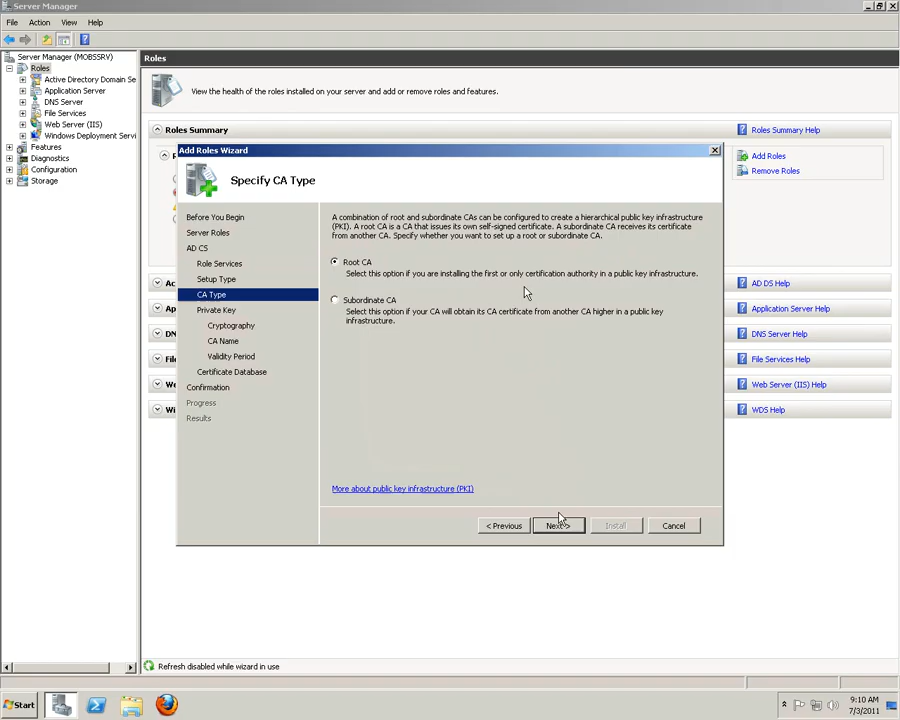 Server Manager
File Action View Help
Server Manager (MOBSSRV)
Roles
Active Directory Domain Se
Application Server
DNS Server
File Services
Web Server (IIS)
Windows Deployment Servi
Features
Diagnostics
Configuration
Storage
Roles
View the health of the roles installed on your server and add or remove roles and features.
Roles Summary
Roles Summary Help
R
Add Roles
Remove Roles
Ac
AD DS Help
Ap
Application Server Help
DN
DNS Server Help
File
File Services Help
We
Web Server (IIS) Help
Wi
WDS Help
Add Roles Wizard
Specify CA Type
Before You Begin
Server Roles
AD CS
Role Services
Setup Type
CA Type
Private Key
Cryptography
CA Name
Validity Period
Certificate Database
Confirmation
Progress
Results
A combination of root and subordinate CAs can be configured to create a hierarchical public key infrastructure
(PKI). A root CA is a CA that issues its own self-signed certificate. A subordinate CA receives its certificate
from another CA. Specify whether you want to set up a root or subordinate CA.
Root CA
Select this option if you are installing the first or only certification authority in a public key infrastructure.
Subordinate CA
Select this option if your CA will obtain its CA certificate from another CA higher in a public key
infrastructure.
More about public key infrastructure (PKI)
< Previous Next > Install Cancel
Refresh disabled while wizard in use
Start
9:10 AM
7/3/2011